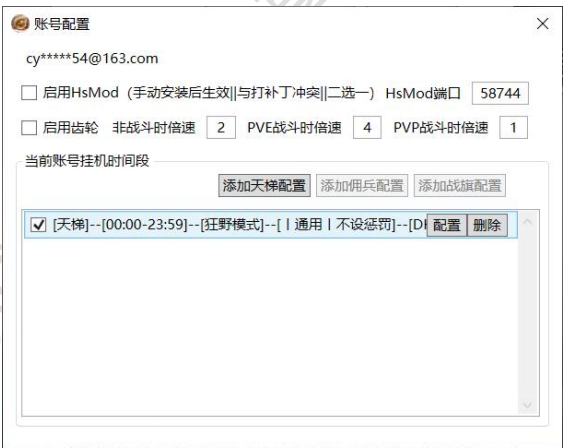 账号配置
cy*****54@163.com
启用HsMod（手动安装后生效||与打补丁冲突||二选一） HsMod端口 58744
启用齿轮 非战斗时倍速 2 PVE战斗时倍速 4 PVP战斗时倍速 1
当前账号挂机时间段
添加天梯配置 添加佣兵配置 添加战旗配置
[天梯]--[00:00-23:59]--[狂野模式]--[丨通用丨不设惩罚]--[D 配置 删除